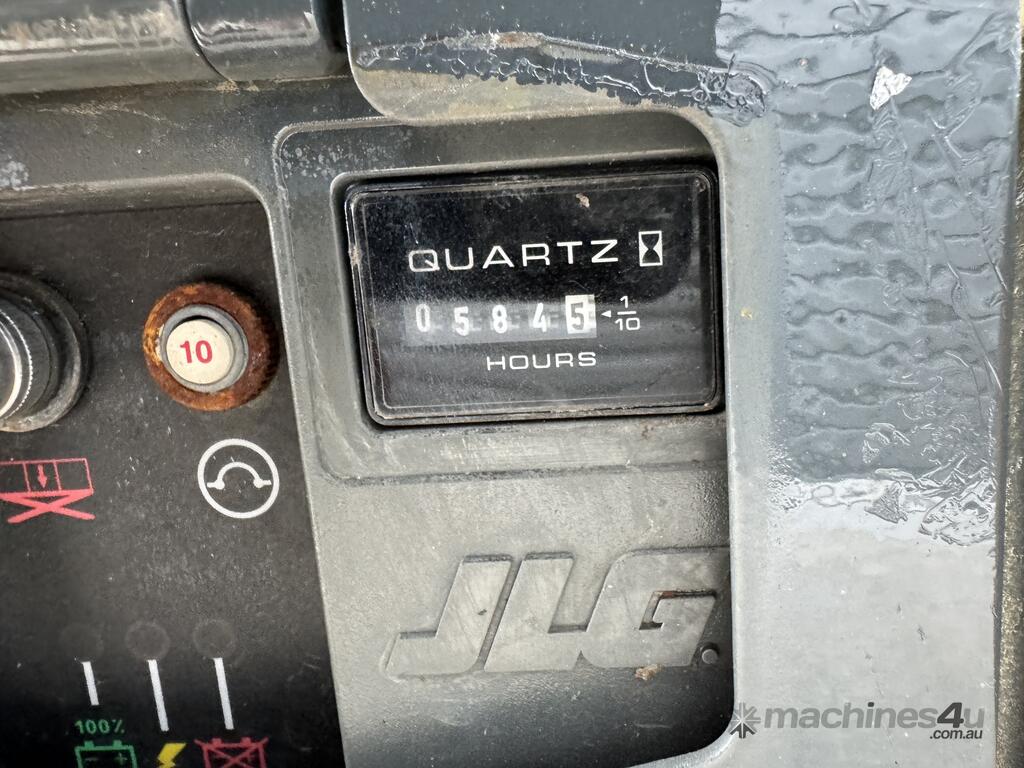 QUARTZ
05845 1/10
HOURS
10
JLG
100%
machines4u
.com.au